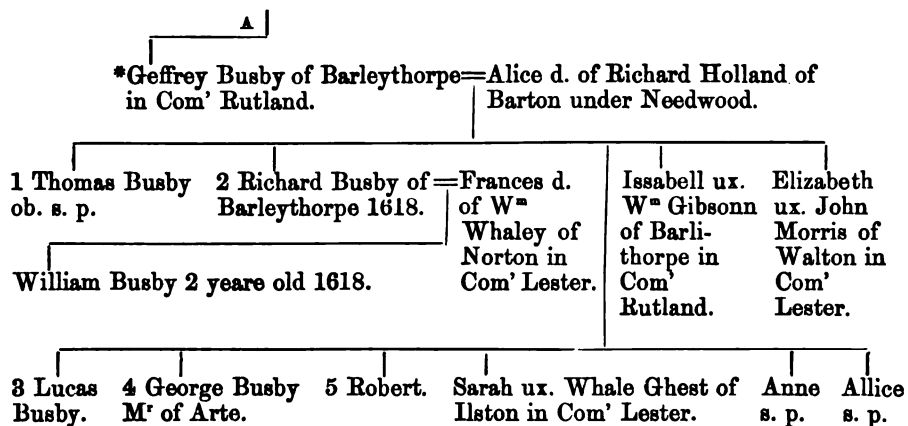 A
*Geffrey Busby of Barleythorpe=Alice d. of Richard Holland of
in Com' Rutland. Barton under Needwood.
1 Thomas Busby
ob. s. p.
2 Richard Busby of
Barleythorpe 1618.
=Frances d.
of Wᵐ
Whaley of
Norton in
Com' Lester.
Issabell ux.
Wᵐ Gibsonn
of Barli-
thorpe in
Com'
Rutland.
Elizabeth
ux. John
Morris of
Walton in
Com'
Lester.
William Busby 2 yeare old 1618.
3 Lucas
Busby.
4 George Busby
Mʳ of Arte.
5 Robert.
Sarah ux. Whale Ghest of
Ilston in Com' Lester.
Anne
s. p.
Allice
s. p.